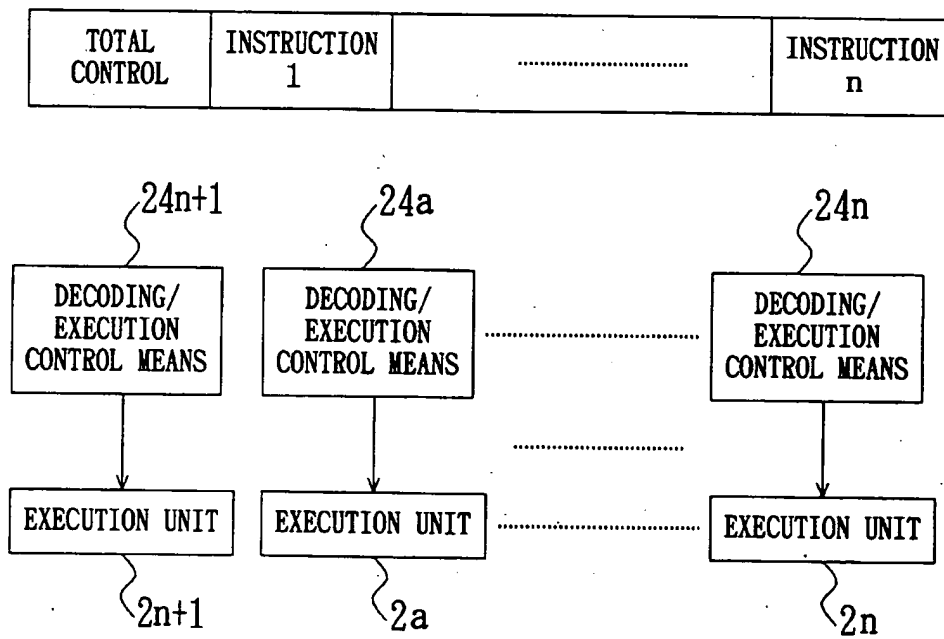 TOTAL
CONTROL
INSTRUCTION
1
INSTRUCTION
n
24n+1
24a
24n
DECODING/
EXECUTION
CONTROL MEANS
DECODING/
EXECUTION
CONTROL MEANS
DECODING/
EXECUTION
CONTROL MEANS
EXECUTION UNIT
EXECUTION UNIT
EXECUTION UNIT
2n+1
2a
2n